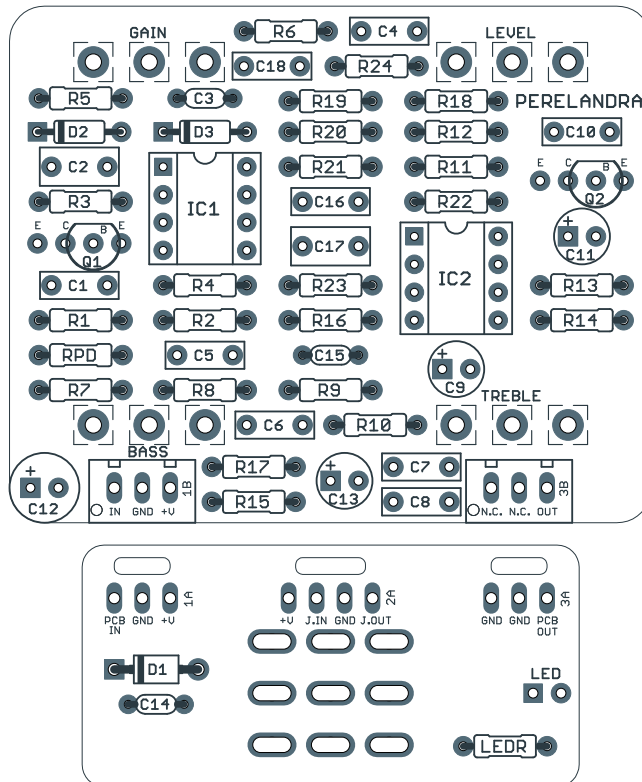 R6
C4
GAIN
LEVEL
C18
R24
R5
C3
R19
R18
PERELANDRA
D2
D3
R20
R12
C10
C2
R21
R11
E C B E
Q2
R3
IC1
C16
R22
E C B E
Q1
C17
+
C11
IC2
C1
R4
R23
R13
R1
R2
R16
R14
RPD
C5
C15
+
C9
R7
R8
R9
TREBLE
C6
R10
BASS
R17
C7
+
C12
IN GND +V
1B
R15
+
C13
C8
N.C. N.C. OUT
3B
PCB IN GND +V
1A
+V J.IN GND J.OUT
2A
GND GND PCB OUT
3A
D1
LED
C14
LEDR